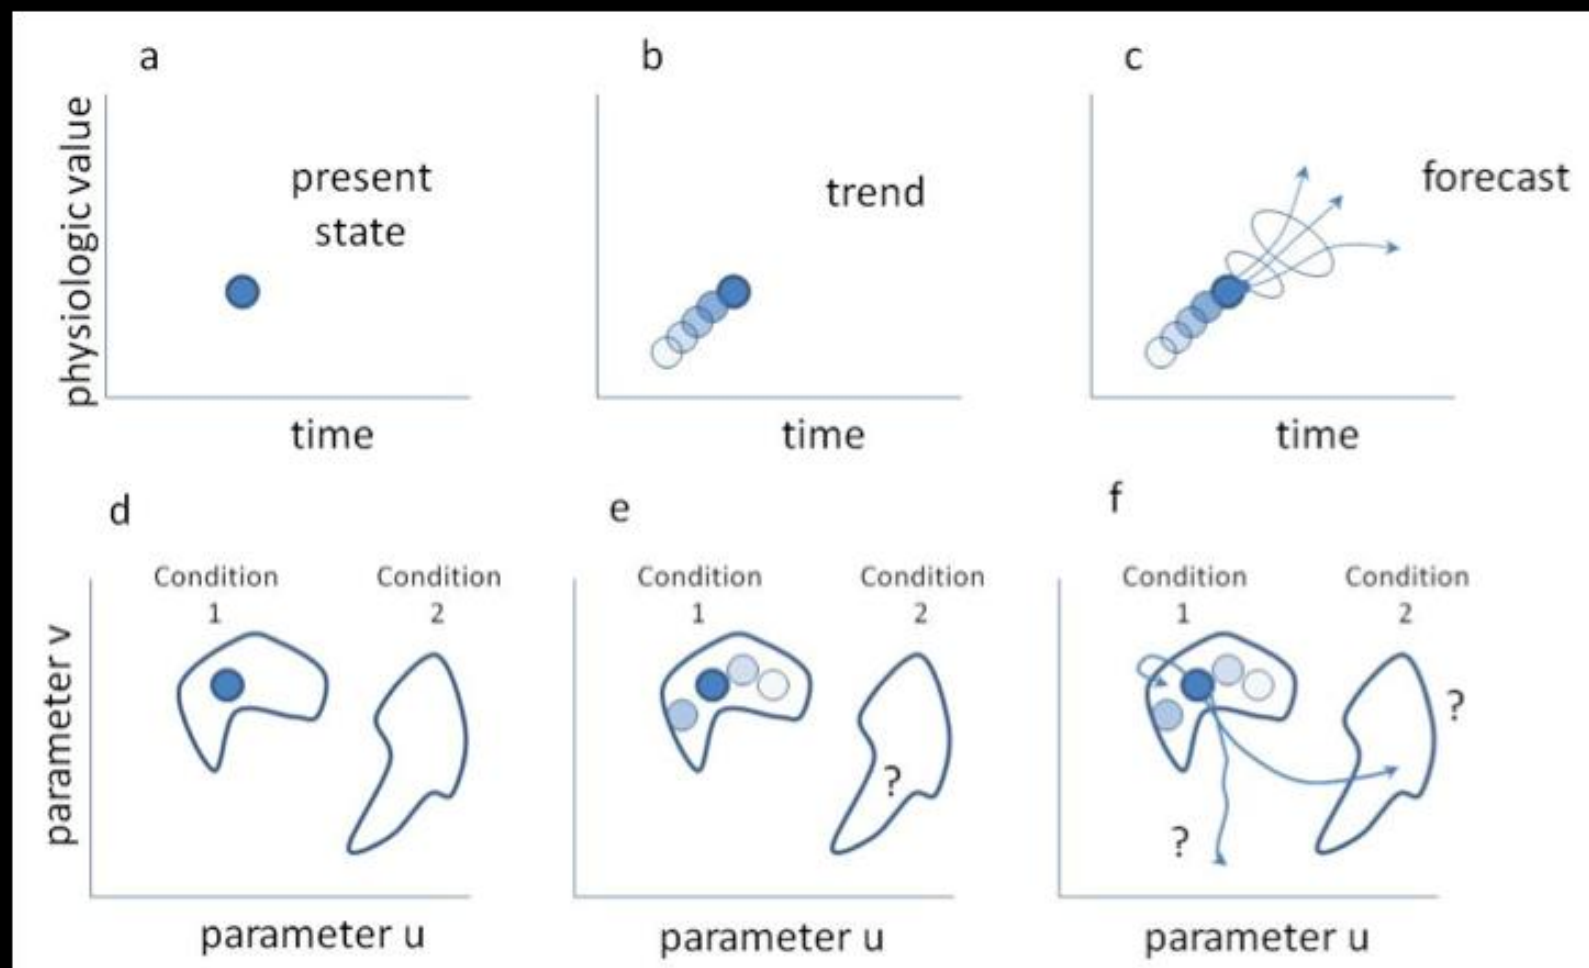 a
b
c
physiologic value
present
state
trend
forecast
time
time
time
d
e
f
parameter v
Condition
1
Condition
2
Condition
1
Condition
2
?
Condition
1
Condition
2
?
?
parameter u
parameter u
parameter u